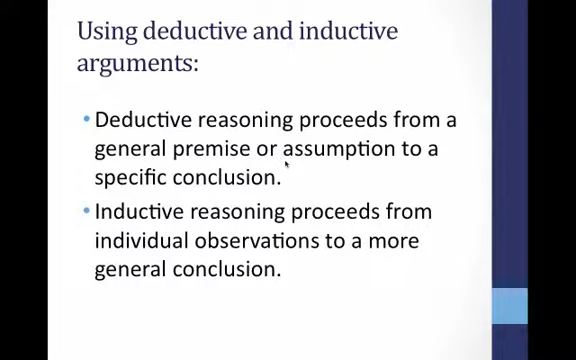 Using deductive and inductive
arguments:
• Deductive reasoning proceeds from a
general premise or assumption to a
specific conclusion.
• Inductive reasoning proceeds from
individual observations to a more
general conclusion.